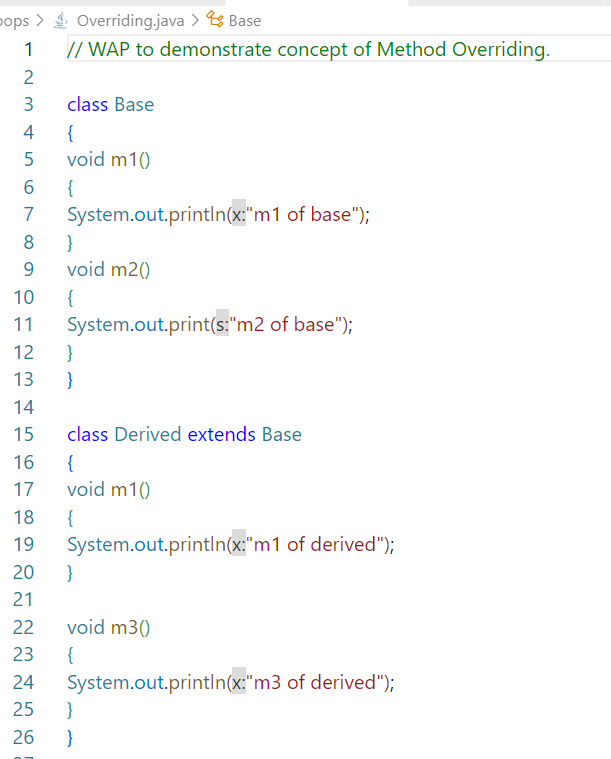 oops > Overriding.java > Base
1 // WAP to demonstrate concept of Method Overriding.
2
3 class Base
4 {
5 void m1()
6 {
7 System.out.println(x:"m1 of base");
8 }
9 void m2()
10 {
11 System.out.print(s:"m2 of base");
12 }
13 }
14
15 class Derived extends Base
16 {
17 void m1()
18 {
19 System.out.println(x:"m1 of derived");
20 }
21
22 void m3()
23 {
24 System.out.println(x:"m3 of derived");
25 }
26 }